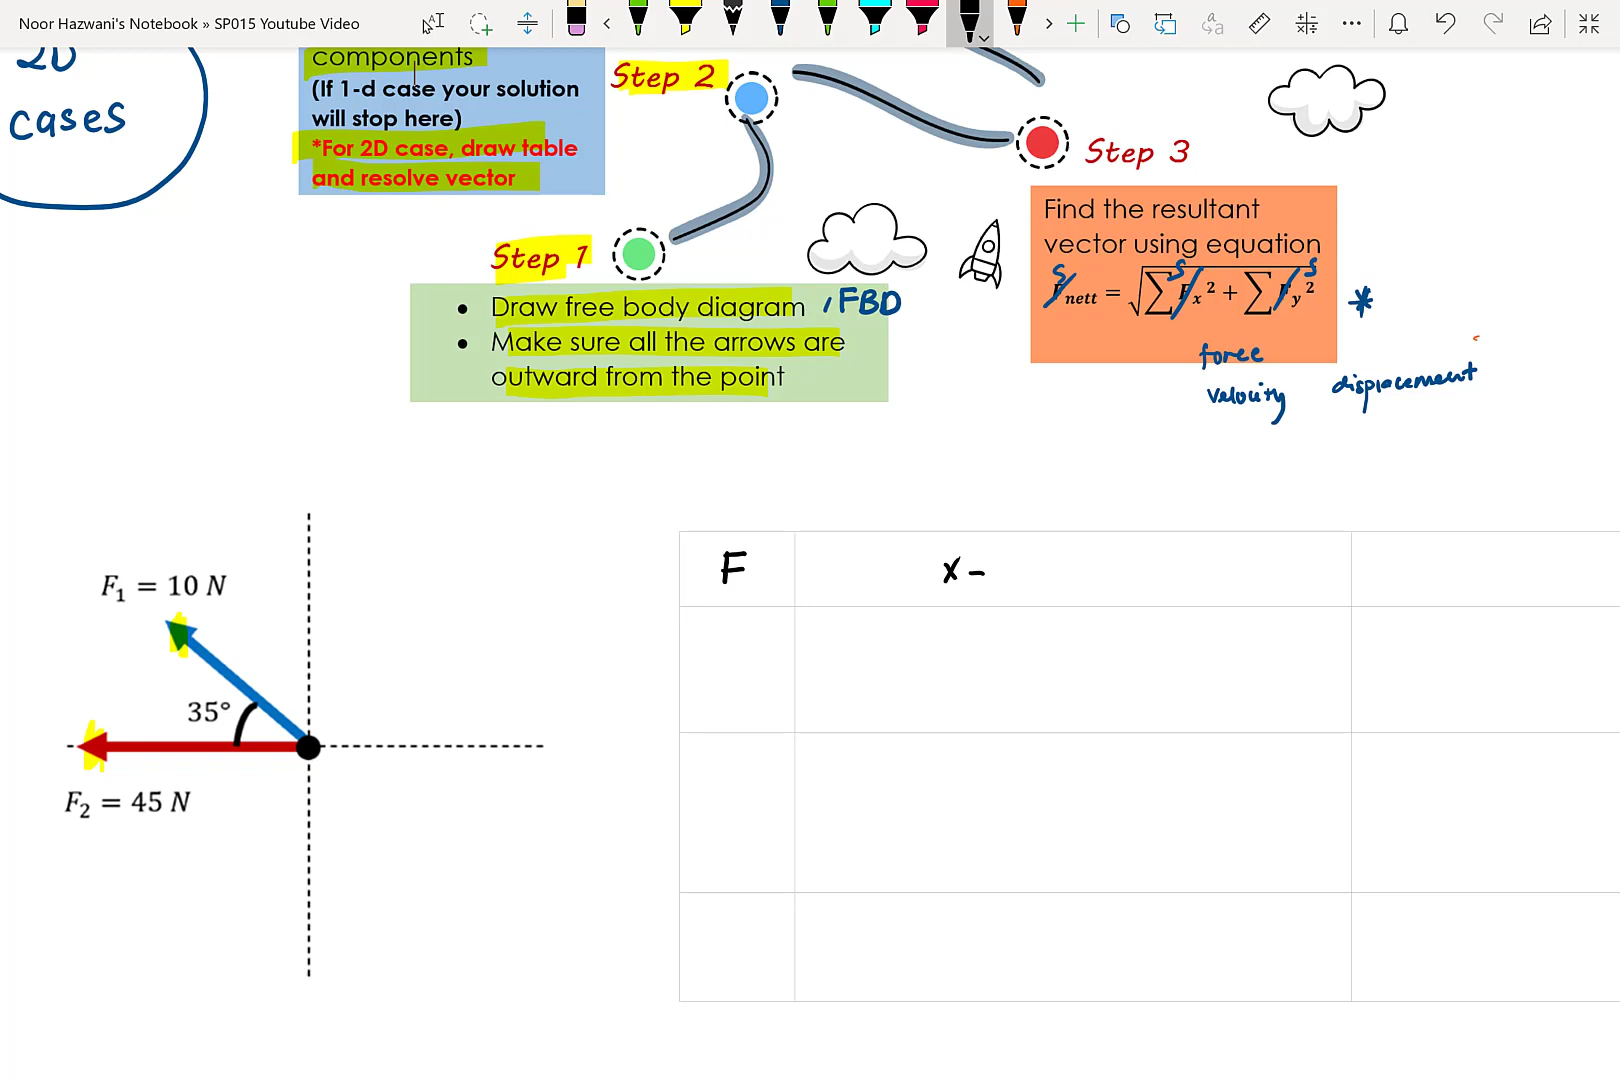 Noor Hazwani's Notebook » SP015 Youtube Video
2D
cases
components
(If 1-d case your solution
will stop here)
*For 2D case, draw table
and resolve vector
Step 2
Step 3
Step 1
• Draw free body diagram , FBD
• Make sure all the arrows are
outward from the point
Find the resultant
vector using equation
s s s
Fnett = √∑Fx² + ∑Fy²
*
force
velocity
displacement
F₁ = 10 N
35°
F₂ = 45 N
F
x-